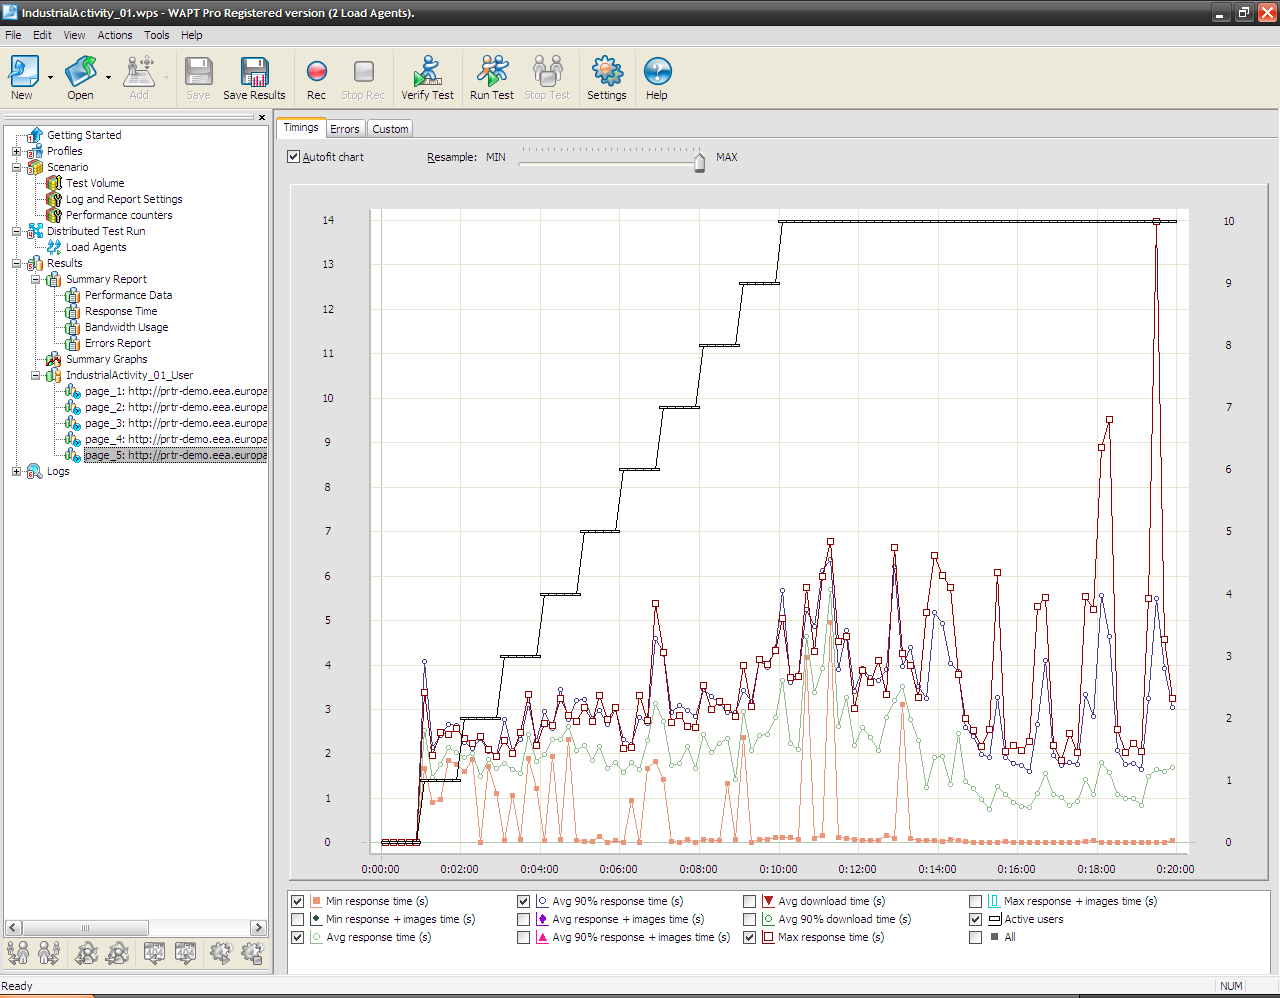 IndustrialActivity_01.wps - WAPT Pro Registered version (2 Load Agents).
File Edit View Actions Tools Help
New Open Add Save Save Results Rec Stop Rec Verify Test Run Test Stop Test Settings Help
Getting Started
Profiles
Scenario
Test Volume
Log and Report Settings
Performance counters
Distributed Test Run
Load Agents
Results
Summary Report
Performance Data
Response Time
Bandwidth Usage
Errors Report
Summary Graphs
IndustrialActivity_01_User
page_1: http://prtr-demo.eea.europa
page_2: http://prtr-demo.eea.europa
page_3: http://prtr-demo.eea.europa
page_4: http://prtr-demo.eea.europa
page_5: http://prtr-demo.eea.europa
Logs
Timings Errors Custom
Autofit chart Resample: MIN MAX
14 10
13
12 9
11
10 8
9 7
8 6
7 5
6
5 4
4
3 3
2 2
1 1
0 0
0:00:00 0:02:00 0:04:00 0:06:00 0:08:00 0:10:00 0:12:00 0:14:00 0:16:00 0:18:00 0:20:00
Min response time (s) Avg 90% response time (s) Avg download time (s) Max response + images time (s)
Min response + images time (s) Avg response + images time (s) Avg 90% download time (s) Active users
Avg response time (s) Avg 90% response + images time (s) Max response time (s) All
Ready NUM